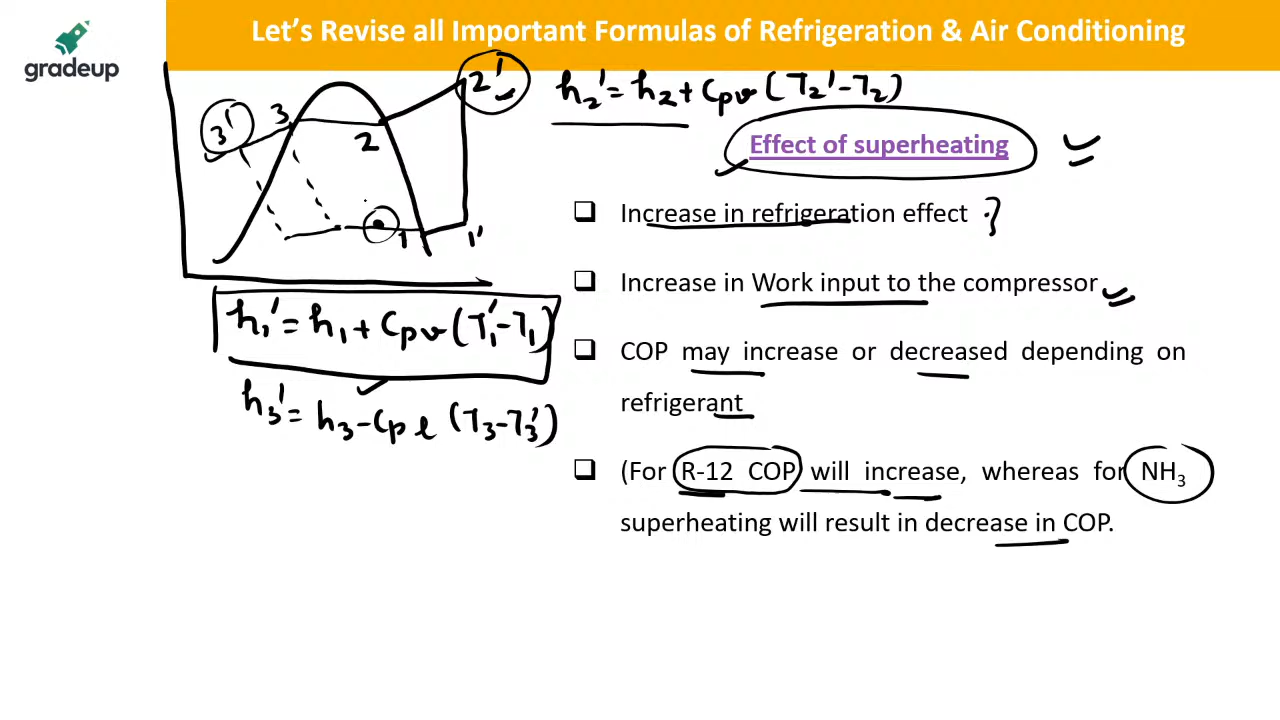 Let's Revise all Important Formulas of Refrigeration & Air Conditioning
gradeup
2'
h2' = h2 + Cpv (T2' - T2)
3'
3
2
Effect of superheating
Increase in refrigeration effect
1
1'
Increase in Work input to the compressor
h1' = h1 + Cpv (T1' - T1)
COP may increase or decreased depending on
refrigerant
h3' = h3 - Cpl (T3 - T3')
(For R-12 COP will increase, whereas for NH3
superheating will result in decrease in COP.